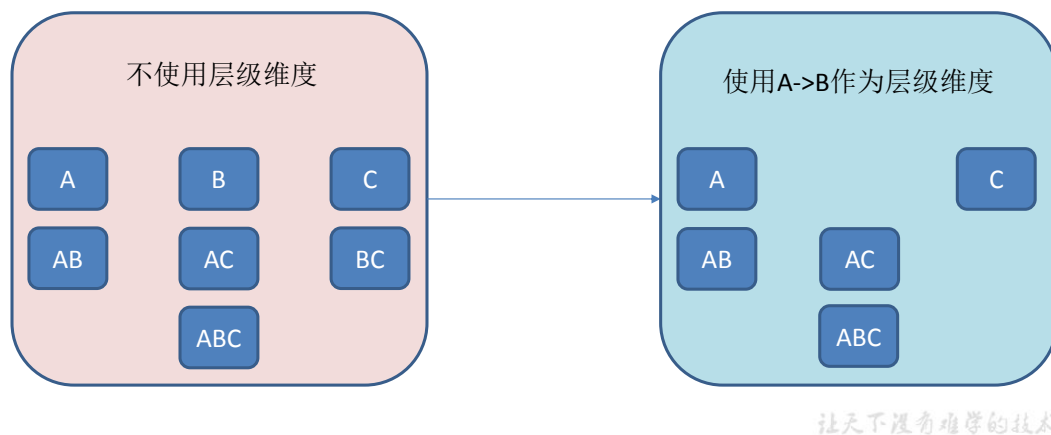 不使用层级维度
A B C
AB AC BC
ABC
使用A->B作为层级维度
A C
AB AC
ABC
让天下没有难学的技术